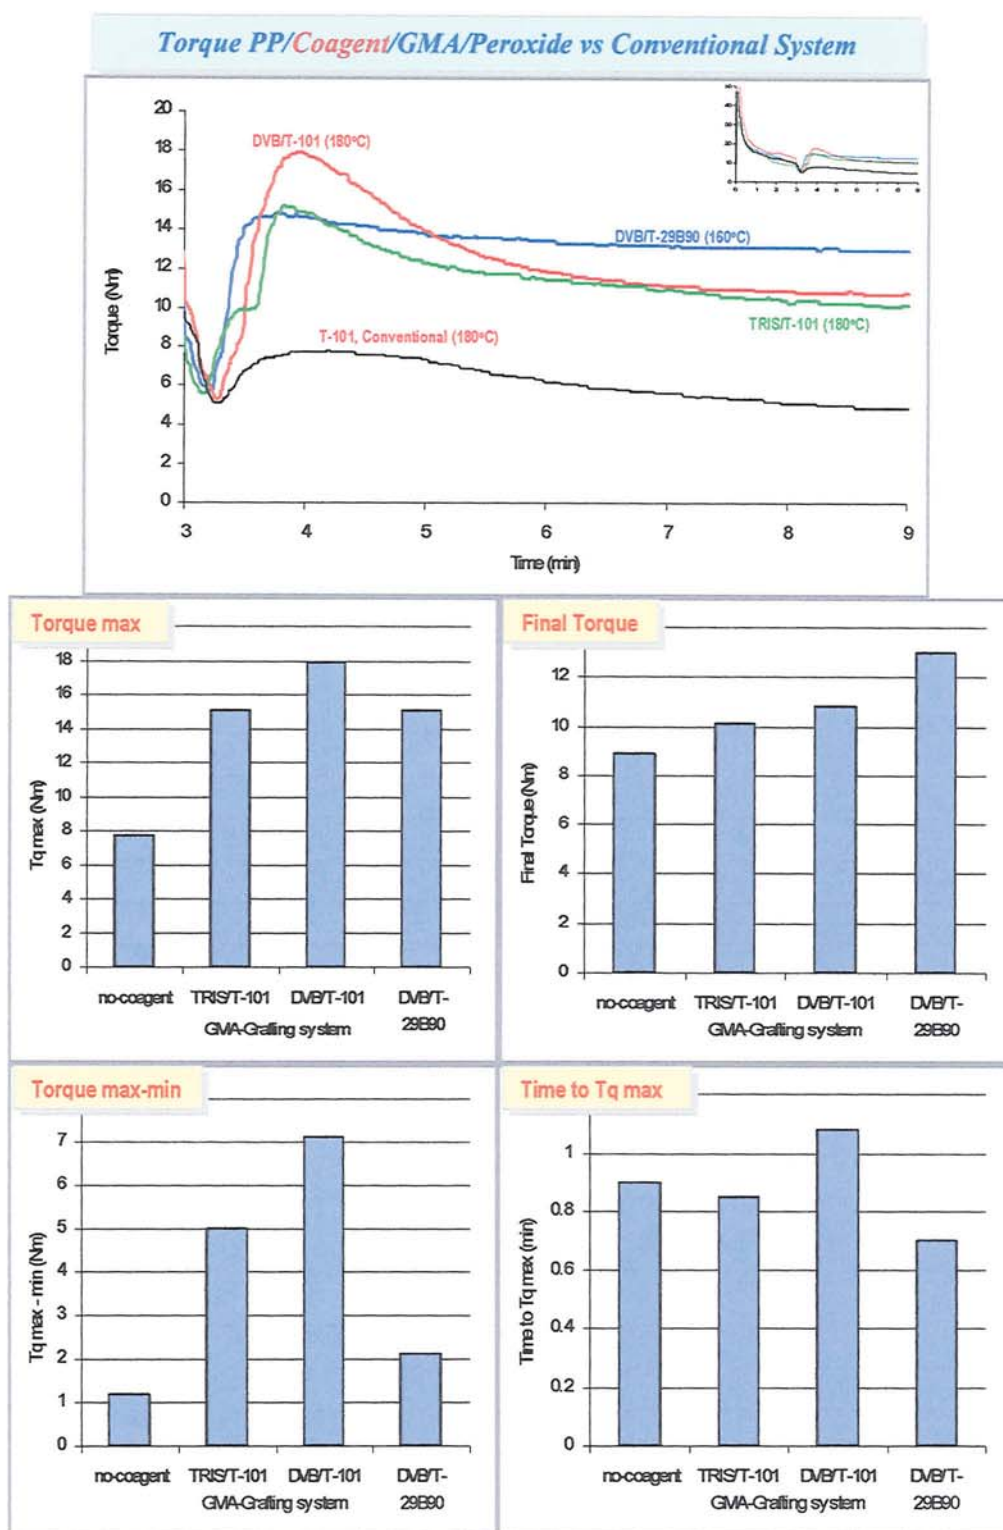 Torque PP/Coagent/GMA/Peroxide vs Conventional System
20
18
16
14
12
10
8
6
4
2
0
Torque (Nm)
DVB/T-101 (180°C)
DVB/T-29B90 (160°C)
TRIS/T-101 (180°C)
T-101, Conventional (180°C)
3
4
5
6
7
8
9
Time (min)
Torque max
18
16
14
12
10
8
6
4
2
0
Tq max (Nm)
no-coagent
TRIS/T-101
DVB/T-101
DVB/T-
29B90
GMA-Grafting system
Final Torque
12
10
8
6
4
2
0
Final Torque (Nm)
no-coagent
TRIS/T-101
DVB/T-101
DVB/T-
29B90
GMA-Grafting system
Torque max-min
7
6
5
4
3
2
1
0
Tq max - min (Nm)
no-coagent
TRIS/T-101
DVB/T-101
DVB/T-
29B90
GMA-Grafting system
Time to Tq max
1
0.8
0.6
0.4
0.2
0
Time to Tq max (min)
no-coagent
TRIS/T-101
DVB/T-101
DVB/T-
29B90
GMA-Grafting system